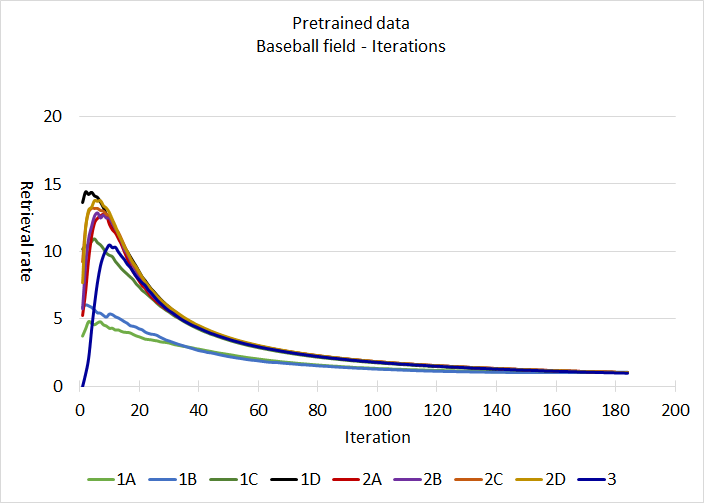 Pretrained data
Baseball field - Iterations
20
15
10
5
0
Retrieval rate
0 20 40 60 80 100 120 140 160 180 200
Iteration
1A 1B 1C 1D 2A 2B 2C 2D 3